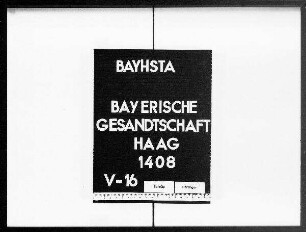 BAYHSTA
BAYERISCHE
GESANDTSCHAFT
HAAG
1408
V-16